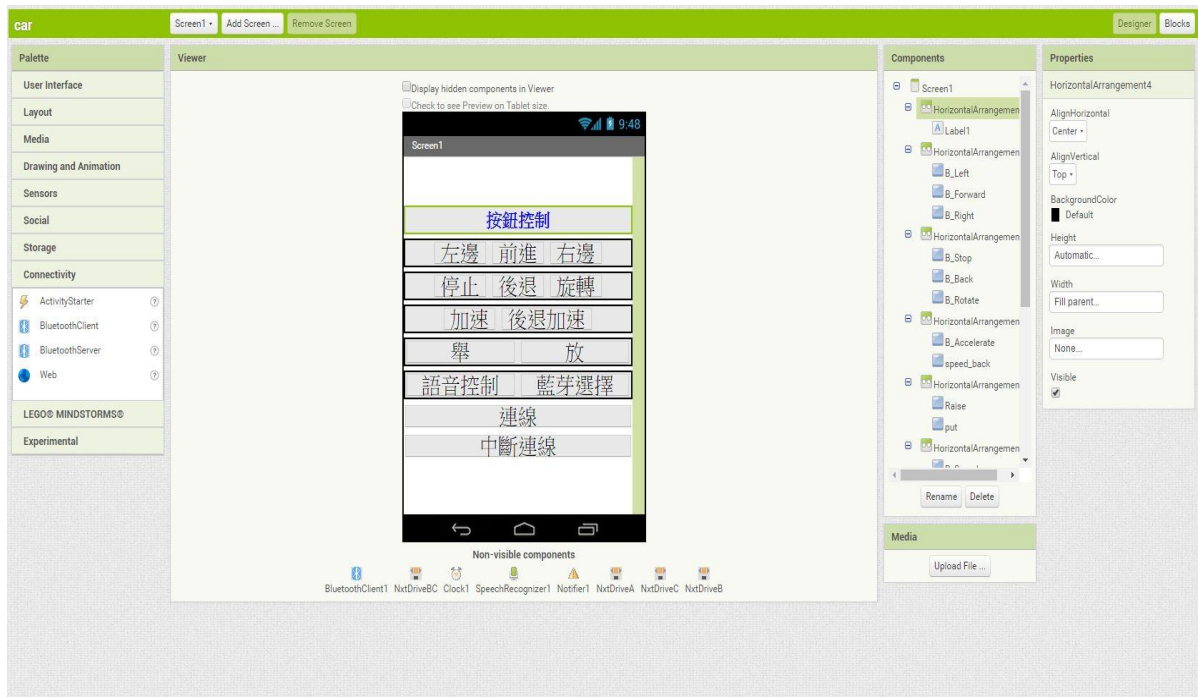 car
Screen1
Add Screen ...
Remove Screen
Designer
Blocks
Palette
User Interface
Layout
Media
Drawing and Animation
Sensors
Social
Storage
Connectivity
ActivityStarter
BluetoothClient
BluetoothServer
Web
LEGO® MINDSTORMS®
Experimental
Viewer
Display hidden components in Viewer
Check to see Preview on Tablet size.
9:48
Screen1
按鈕控制
左邊 前進 右邊
停止 後退 旋轉
加速 後退加速
舉 放
語音控制 藍芽選擇
連線
中斷連線
Non-visible components
BluetoothClient1 NxtDriveBC Clock1 SpeechRecognizer1 Notifier1 NxtDriveA NxtDriveC NxtDriveB
Components
Screen1
HorizontalArrangemen
Label1
HorizontalArrangemen
B_Left
B_Forward
B_Right
HorizontalArrangemen
B_Stop
B_Back
B_Rotate
HorizontalArrangemen
B_Accelerate
speed_back
HorizontalArrangemen
Raise
put
HorizontalArrangemen
Rename Delete
Media
Upload File ...
Properties
HorizontalArrangement4
AlignHorizontal
Center
AlignVertical
Top
BackgroundColor
Default
Height
Automatic...
Width
Fill parent...
Image
None...
Visible